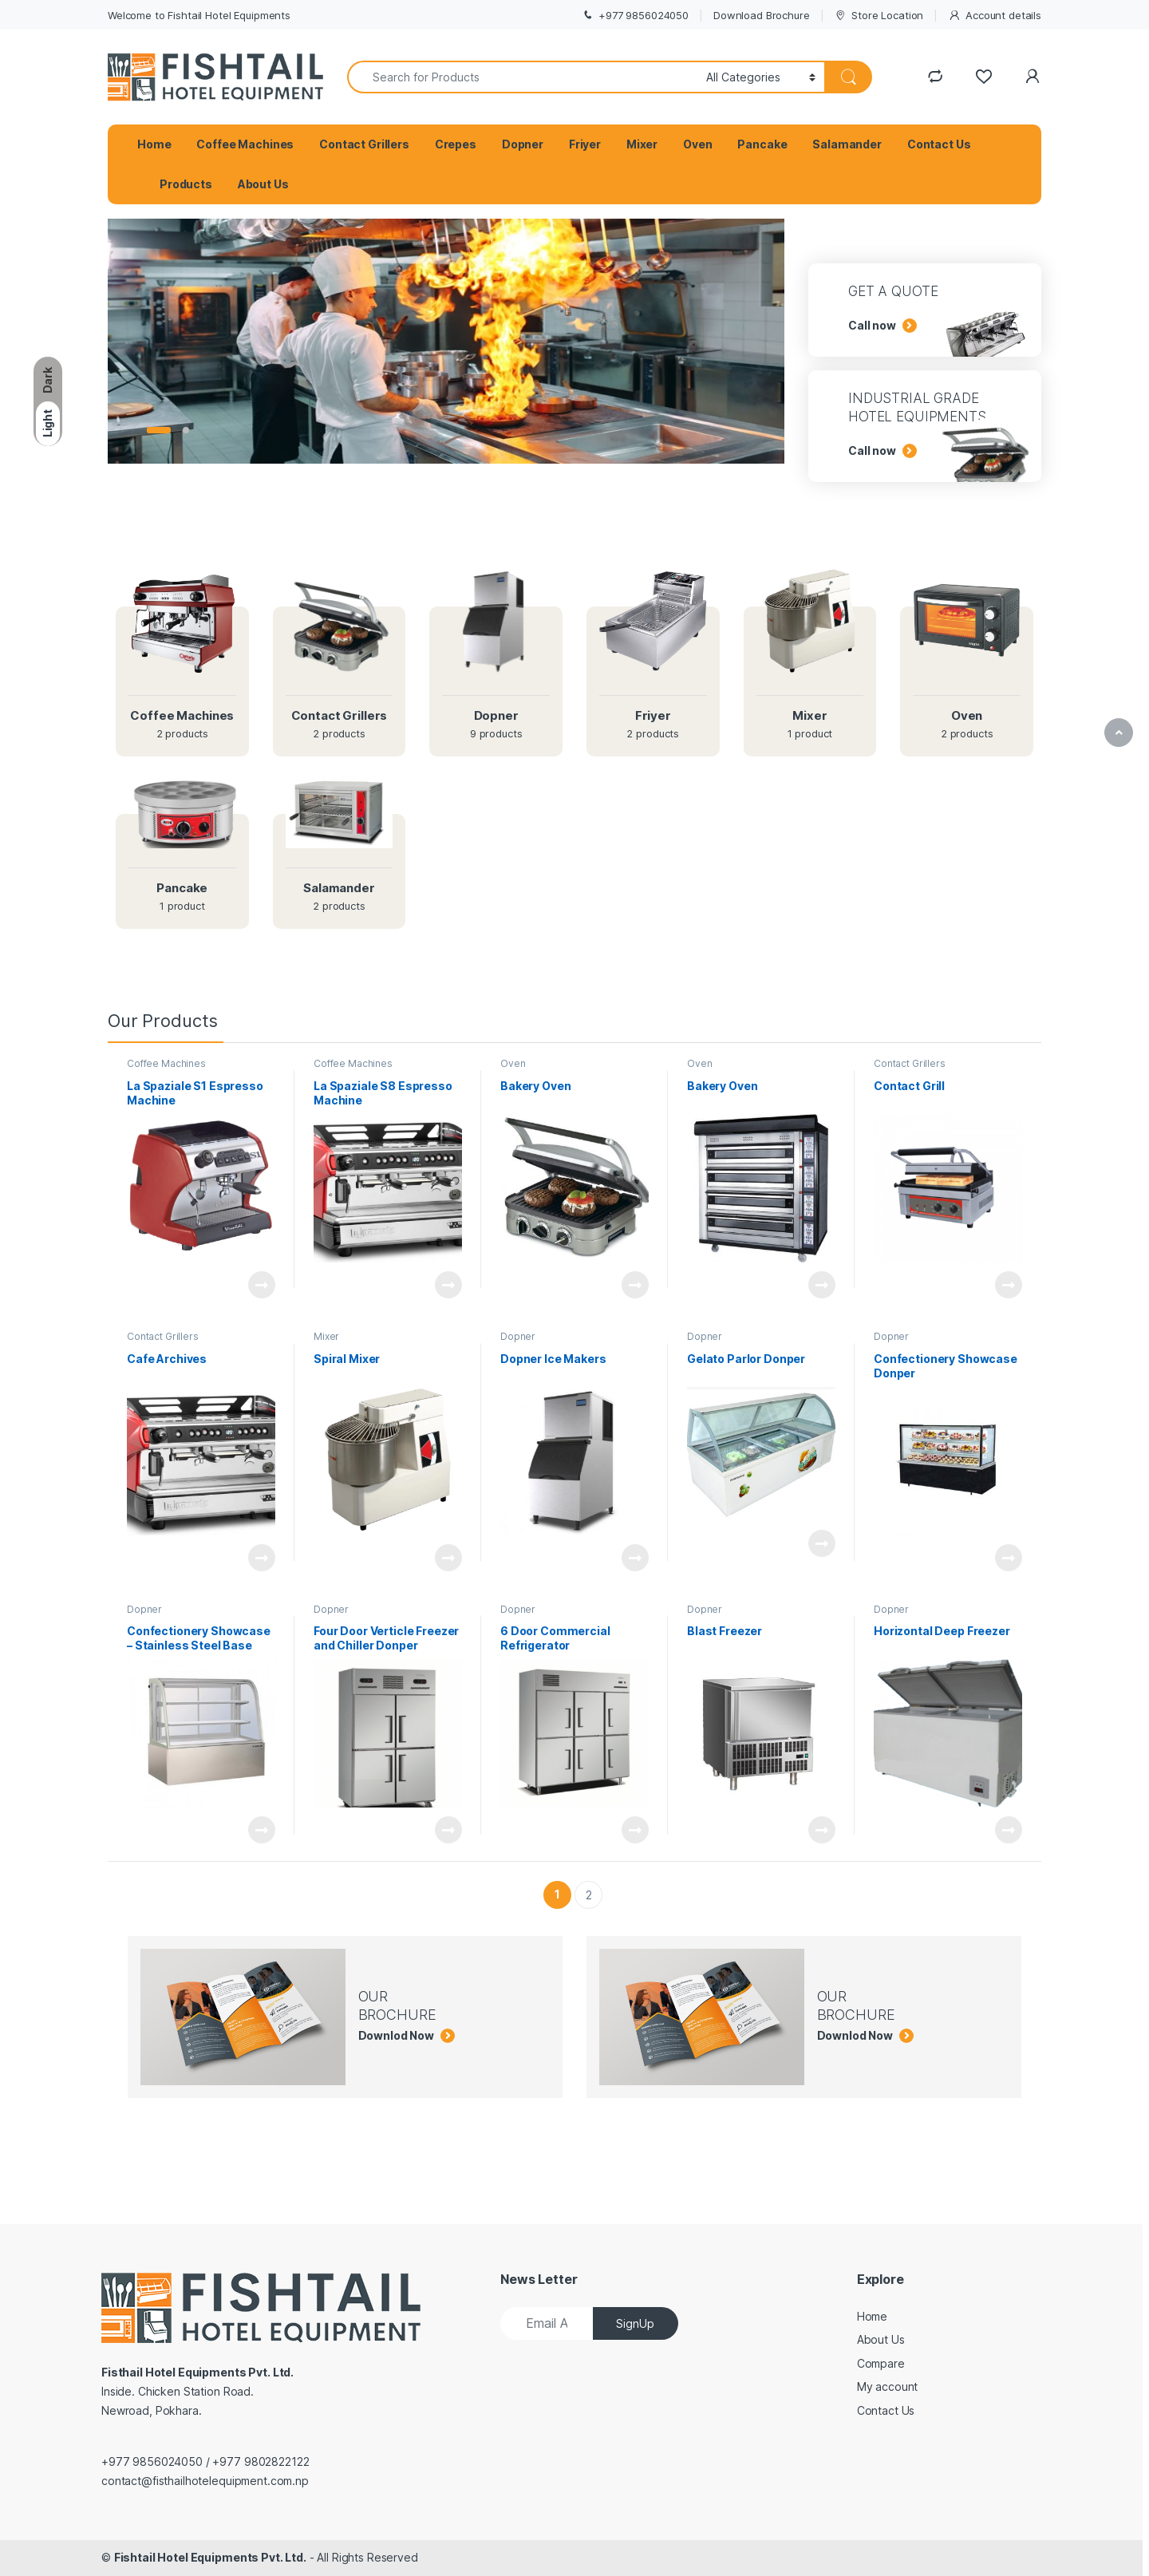 Welcome to Fishtail Hotel Equipments
+977 9856024050
Download Brochure
Store Location
Account details
FISHTAIL
HOTEL EQUIPMENT
Search for Products
All Categories
Home
Coffee Machines
Contact Grillers
Crepes
Dopner
Friyer
Mixer
Oven
Pancake
Salamander
Contact Us
Products
About Us
GET A QUOTE
Call now
INDUSTRIAL GRADE
HOTEL EQUIPMENTS
Call now
Dark
Light
Coffee Machines
2 products
Contact Grillers
2 products
Dopner
9 products
Friyer
2 products
Mixer
1 product
Oven
2 products
Pancake
1 product
Salamander
2 products
Our Products
Coffee Machines
La Spaziale S1 Espresso
Machine
Coffee Machines
La Spaziale S8 Espresso
Machine
Oven
Bakery Oven
Oven
Bakery Oven
Contact Grillers
Contact Grill
Contact Grillers
Cafe Archives
Mixer
Spiral Mixer
Dopner
Dopner Ice Makers
Dopner
Gelato Parlor Donper
Dopner
Confectionery Showcase
Donper
Dopner
Confectionery Showcase
– Stainless Steel Base
Dopner
Four Door Verticle Freezer
and Chiller Donper
Dopner
6 Door Commercial
Refrigerator
Dopner
Blast Freezer
Dopner
Horizontal Deep Freezer
1
2
OUR
BROCHURE
Downlod Now
OUR
BROCHURE
Downlod Now
FISHTAIL
HOTEL EQUIPMENT
Fisthail Hotel Equipments Pvt. Ltd.
Inside. Chicken Station Road.
Newroad, Pokhara.
+977 9856024050 / +977 9802822122
contact@fisthailhotelequipment.com.np
News Letter
Email A
SignUp
Explore
Home
About Us
Compare
My account
Contact Us
© Fishtail Hotel Equipments Pvt. Ltd. - All Rights Reserved